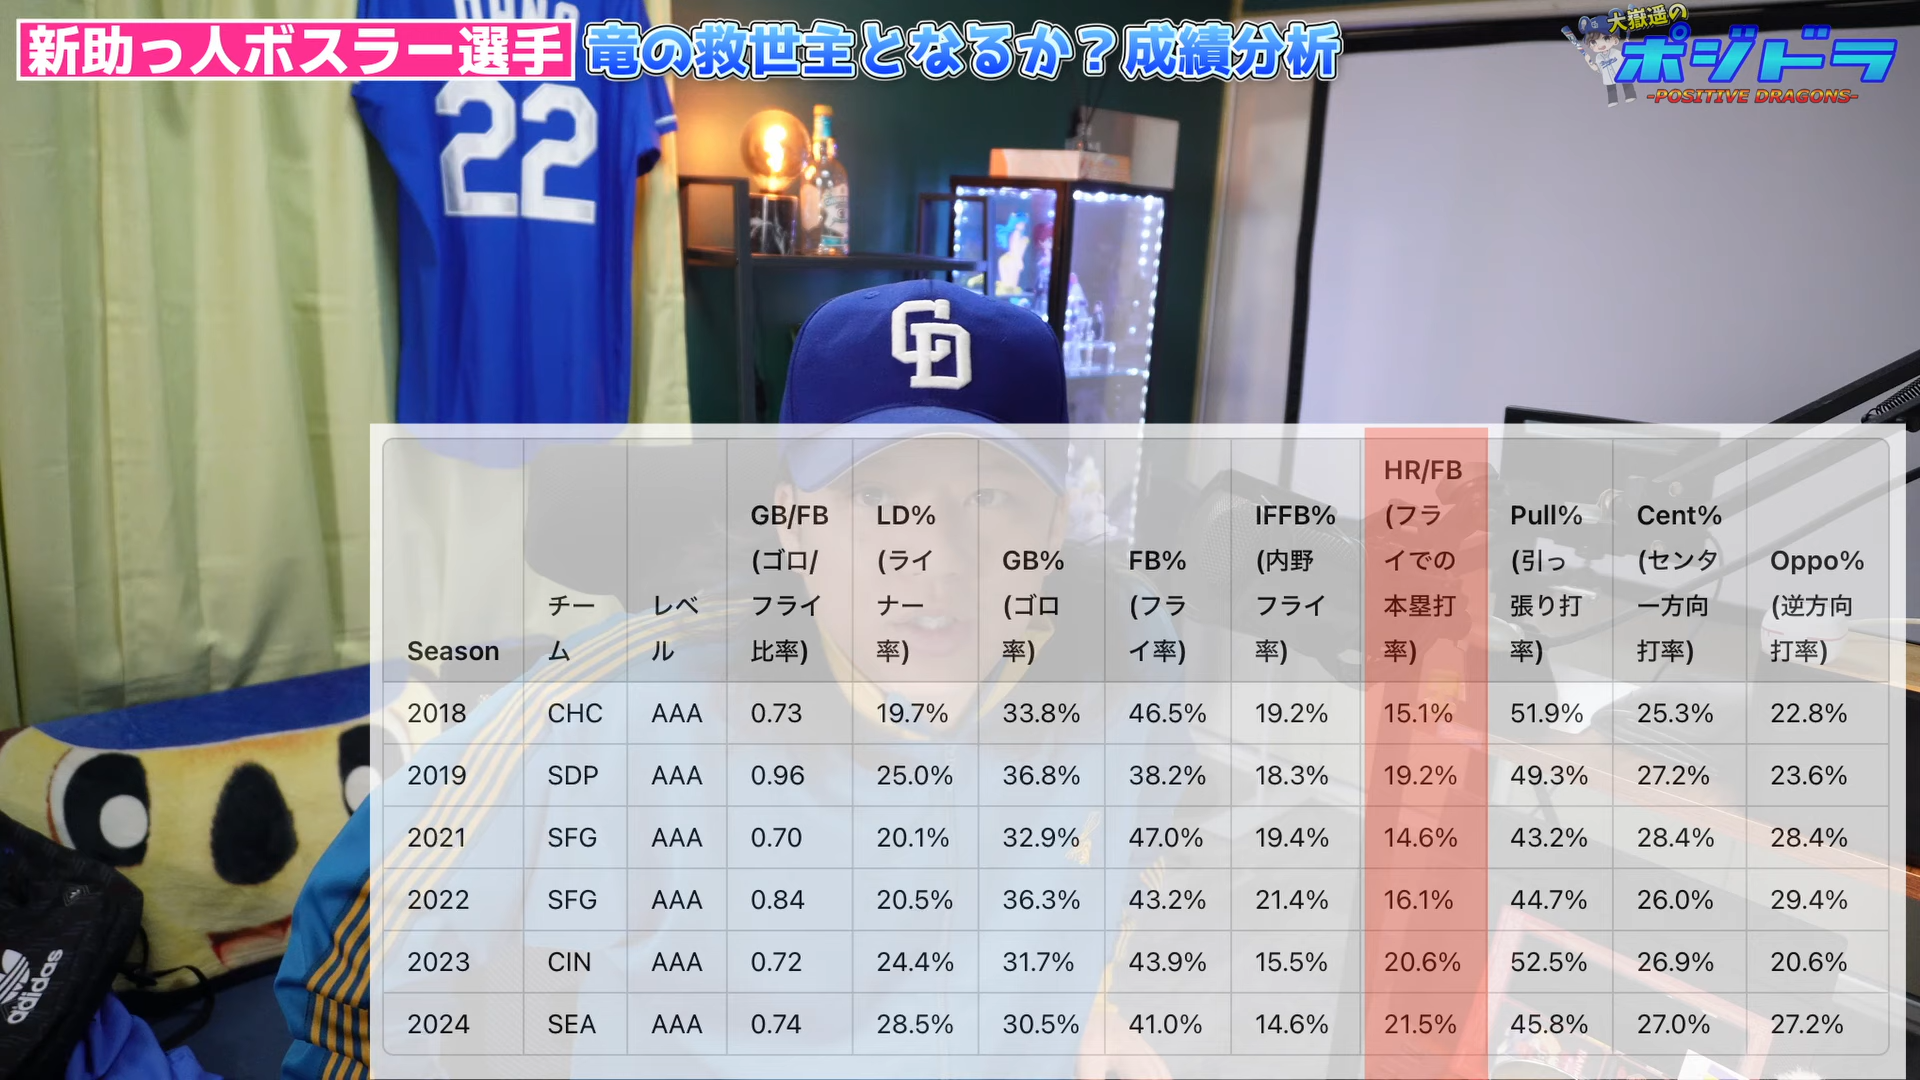 新助っ人ボスラー選手 竜の救世主となるか？成績分析
大嶽遥の
ポジドラ
-POSITIVE DRAGONS-
22
CD
adidas
Season チーム レベル GB/FB (ゴロ/フライ比率) LD% (ライナー率) GB% (ゴロ率) FB% (フライ率) IFFB% (内野フライ率) HR/FB (フライでの本塁打率) Pull% (引っ張り打率) Cent% (センター方向打率) Oppo% (逆方向打率)
2018 CHC AAA 0.73 19.7% 33.8% 46.5% 19.2% 15.1% 51.9% 25.3% 22.8%
2019 SDP AAA 0.96 25.0% 36.8% 38.2% 18.3% 19.2% 49.3% 27.2% 23.6%
2021 SFG AAA 0.70 20.1% 32.9% 47.0% 19.4% 14.6% 43.2% 28.4% 28.4%
2022 SFG AAA 0.84 20.5% 36.3% 43.2% 21.4% 16.1% 44.7% 26.0% 29.4%
2023 CIN AAA 0.72 24.4% 31.7% 43.9% 15.5% 20.6% 52.5% 26.9% 20.6%
2024 SEA AAA 0.74 28.5% 30.5% 41.0% 14.6% 21.5% 45.8% 27.0% 27.2%